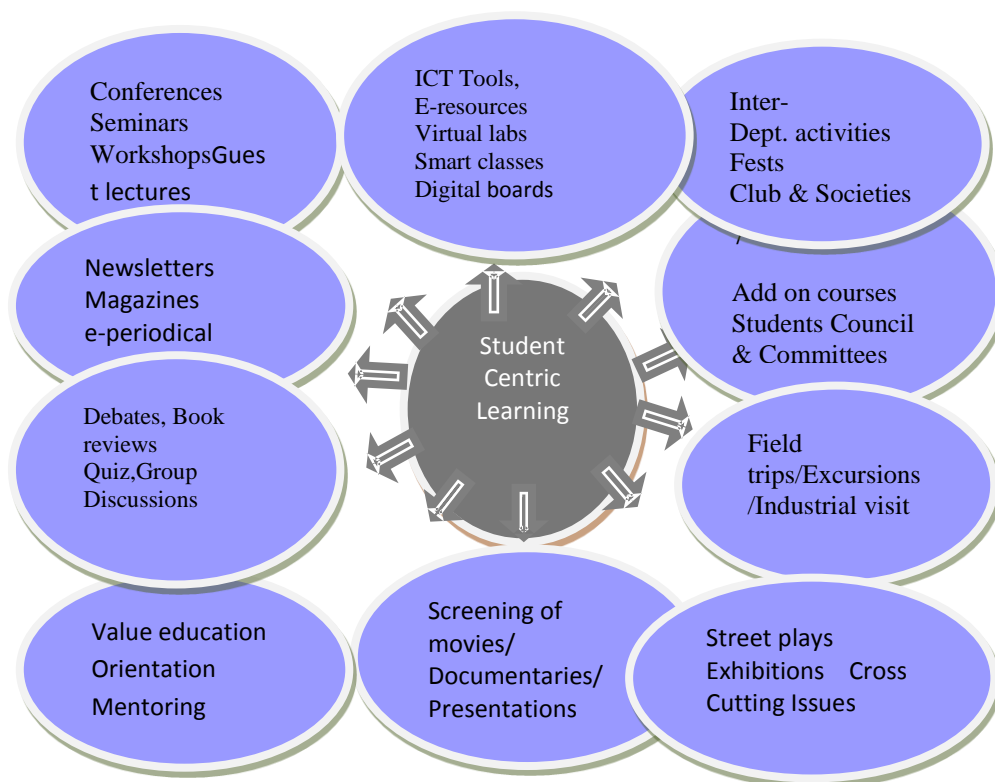 Conferences
Seminars
WorkshopsGues
t lectures
ICT Tools,
E-resources
Virtual labs
Smart classes
Digital boards
Inter-
Dept. activities
Fests
Club & Societies
Newsletters
Magazines
e-periodical
Student
Centric
Learning
Add on courses
Students Council
& Committees
Debates, Book
reviews
Quiz,Group
Discussions
Field
trips/Excursions
/Industrial visit
Value education
Orientation
Mentoring
Screening of
movies/
Documentaries/
Presentations
Street plays
Exhibitions    Cross
Cutting Issues